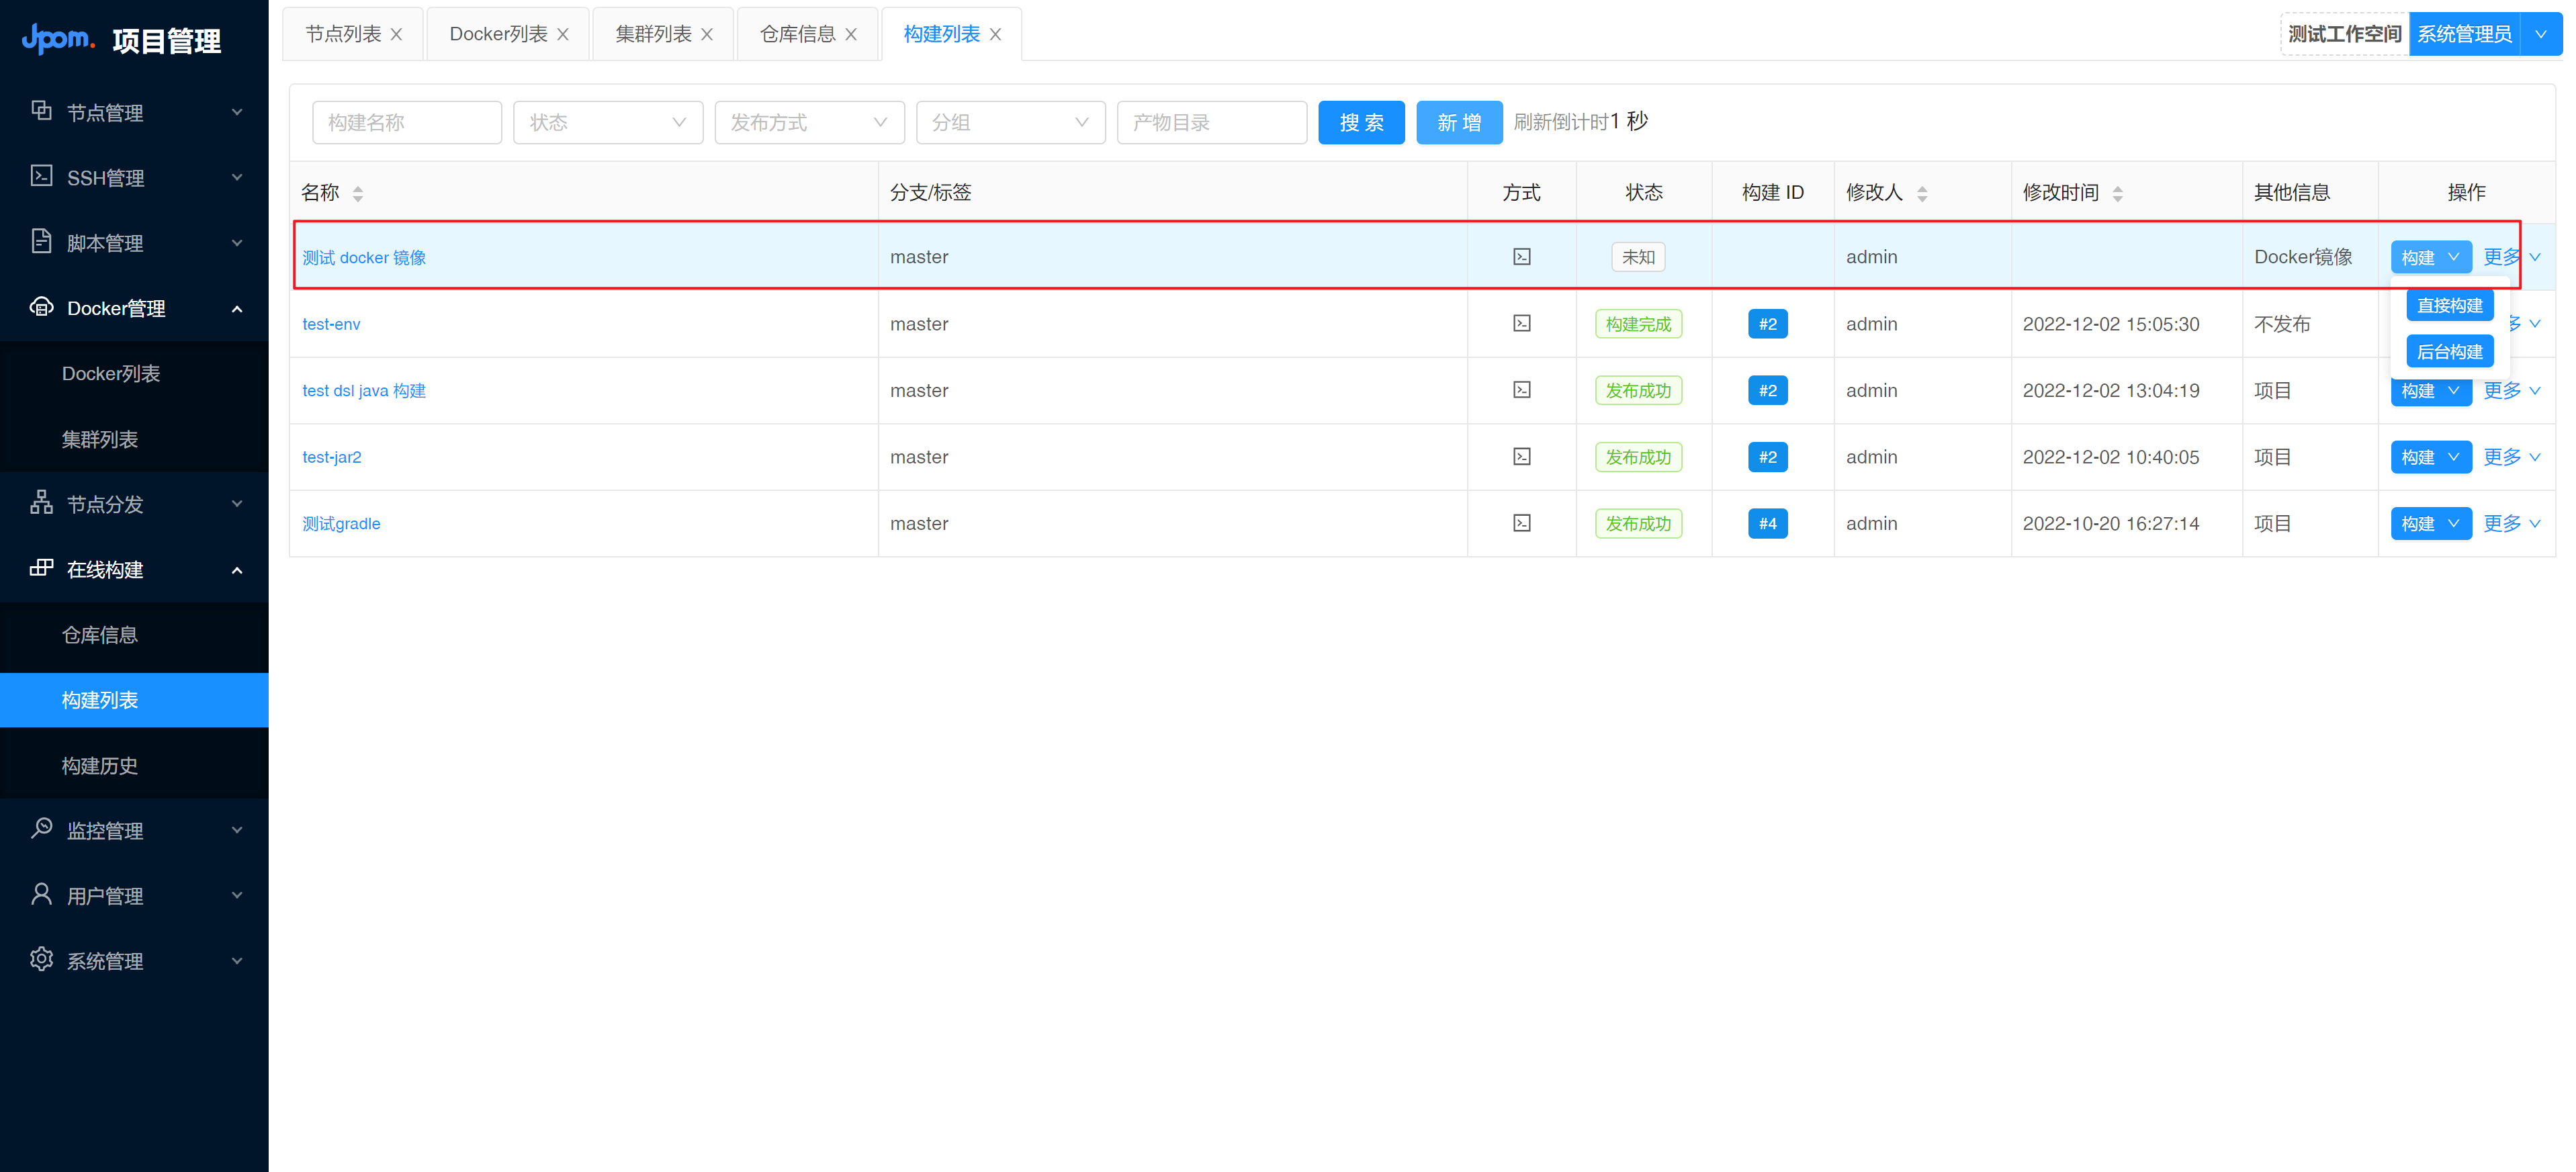 Jpom. 项目管理
节点管理
SSH管理
脚本管理
Docker管理
Docker列表
集群列表
节点分发
在线构建
仓库信息
构建列表
构建历史
监控管理
用户管理
系统管理
节点列表 Docker列表 集群列表 仓库信息 构建列表
测试工作空间 系统管理员
构建名称 状态 发布方式 分组 产物目录 搜 索 新 增 刷新倒计时1 秒
名称 分支/标签 方式 状态 构建 ID 修改人 修改时间 其他信息 操作
测试 docker 镜像 master 未知 admin Docker镜像 构建 更多
直接构建
后台构建
test-env master 构建完成 #2 admin 2022-12-02 15:05:30 不发布 多
test dsl java 构建 master 发布成功 #2 admin 2022-12-02 13:04:19 项目 构建 更多
test-jar2 master 发布成功 #2 admin 2022-12-02 10:40:05 项目 构建 更多
测试gradle master 发布成功 #4 admin 2022-10-20 16:27:14 项目 构建 更多